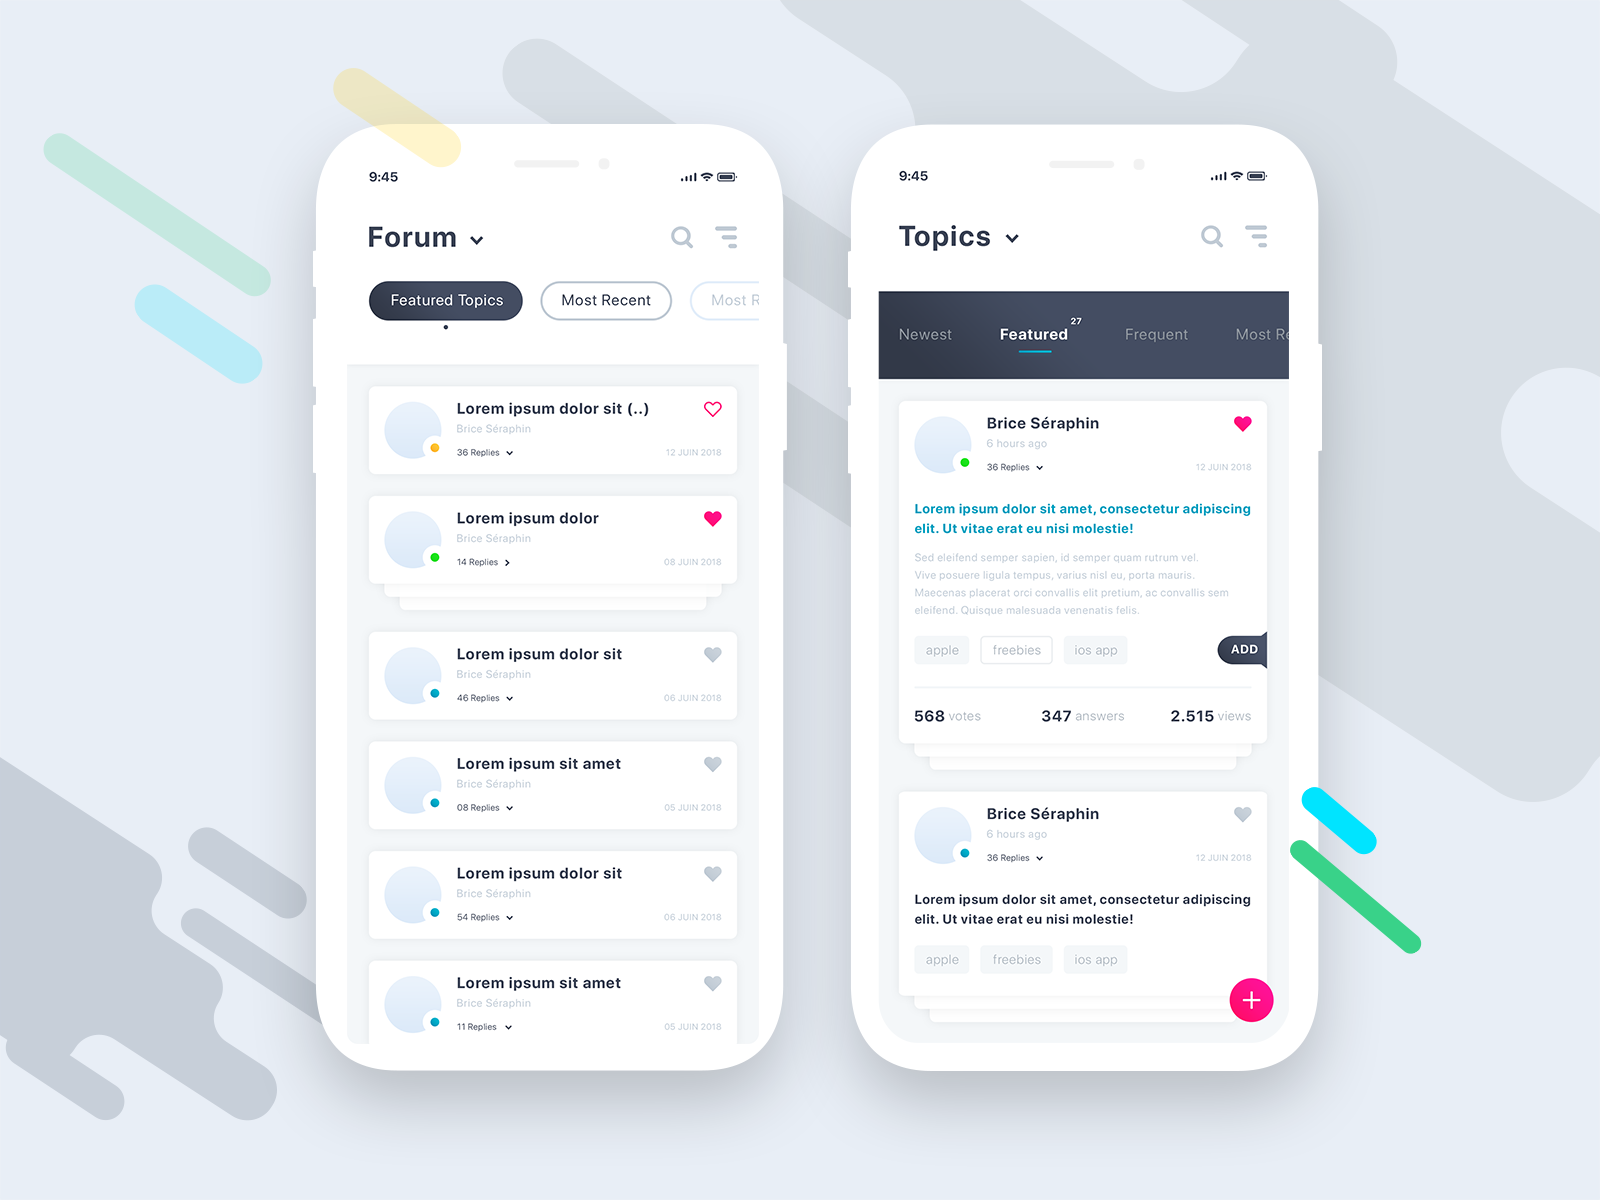 9:45
Forum
Featured Topics
Most Recent
Most R
Lorem ipsum dolor sit (..)
Brice Séraphin
36 Replies
12 JUIN 2018
Lorem ipsum dolor
Brice Séraphin
14 Replies
08 JUIN 2018
Lorem ipsum dolor sit
Brice Séraphin
46 Replies
06 JUIN 2018
Lorem ipsum sit amet
Brice Séraphin
08 Replies
05 JUIN 2018
Lorem ipsum dolor sit
Brice Séraphin
54 Replies
06 JUIN 2018
Lorem ipsum sit amet
Brice Séraphin
11 Replies
05 JUIN 2018
9:45
Topics
Newest
Featured 27
Frequent
Most Re
Brice Séraphin
6 hours ago
36 Replies
12 JUIN 2018
Lorem ipsum dolor sit amet, consectetur adipiscing
elit. Ut vitae erat eu nisi molestie!
Sed eleifend semper sapien, id semper quam rutrum vel.
Vive posuere ligula tempus, varius nisl eu, porta mauris.
Maecenas placerat orci convallis elit pretium, ac convallis sem
eleifend. Quisque malesuada venenatis felis.
apple
freebies
ios app
ADD
568 votes
347 answers
2.515 views
Brice Séraphin
6 hours ago
36 Replies
12 JUIN 2018
Lorem ipsum dolor sit amet, consectetur adipiscing
elit. Ut vitae erat eu nisi molestie!
apple
freebies
ios app